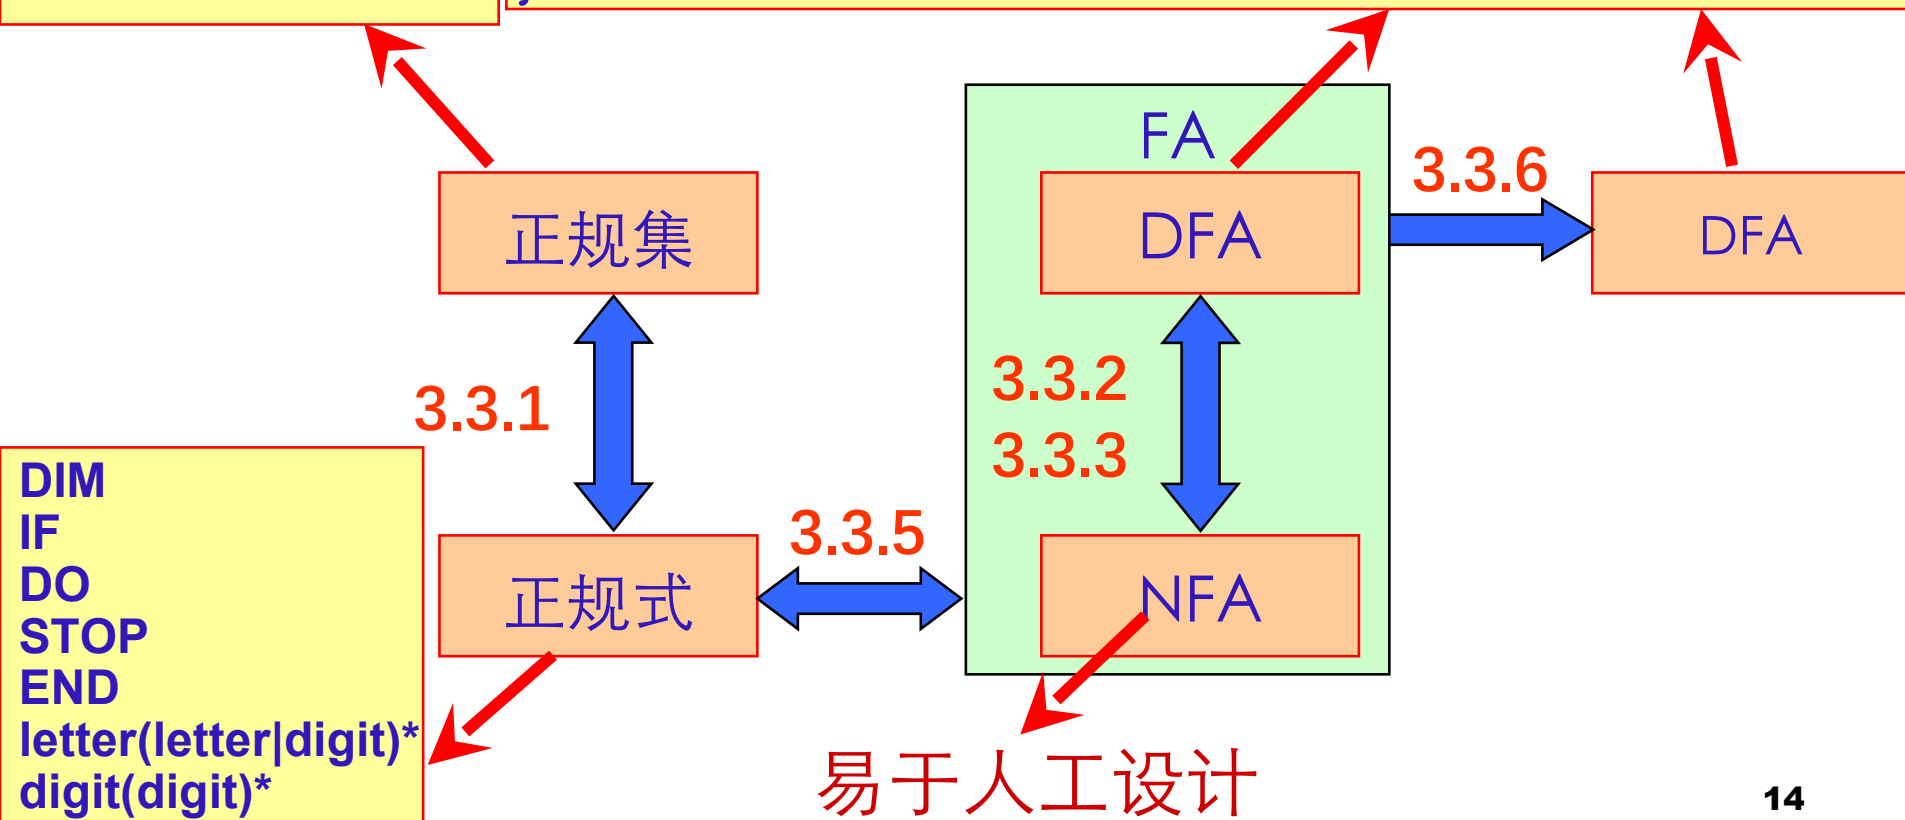 FA
3.3.6
正规集
DFA
DFA
3.3.2
3.3.1
3.3.3
DIM
IF
DO
STOP
END
letter(letter|digit)*
digit(digit)*
3.3.5
正规式
NFA
易于人工设计
14